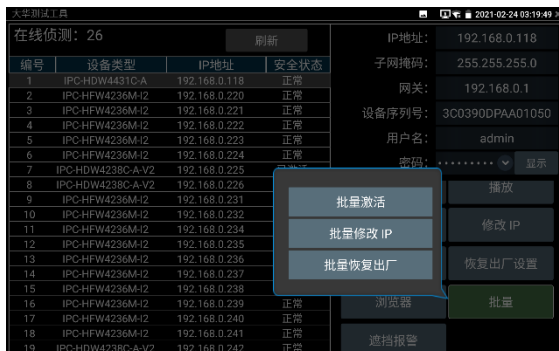 大华测试工具 2021-02-24 03:19:49
在线侦测：26 刷新
编号 设备类型 IP地址 安全状态
1 IPC-HDW4431C-A 192.168.0.118 正常
2 IPC-HFW4236M-I2 192.168.0.220 正常
3 IPC-HFW4236M-I2 192.168.0.221 正常
4 IPC-HFW4236M-I2 192.168.0.222 正常
5 IPC-HFW4236M-I2 192.168.0.223 正常
6 IPC-HFW4236M-I2 192.168.0.224 正常
7 IPC-HDW4238C-A-V2 192.168.0.225
8 IPC-HDW4238C-A-V2 192.168.0.226
9 IPC-HFW4236M-I2 192.168.0.231
10 IPC-HFW4236M-I2 192.168.0.232
11 IPC-HFW4236M-I2 192.168.0.234
12 IPC-HFW4236M-I2 192.168.0.235
13 IPC-HFW4236M-I2 192.168.0.236
14 IPC-HFW4236M-I2 192.168.0.237
15 IPC-HFW4236M-I2 192.168.0.238
16 IPC-HFW4236M-I2 192.168.0.239 正常
17 IPC-HFW4236M-I2 192.168.0.240 正常
18 IPC-HFW4236M-I2 192.168.0.241 正常
19 IPC-HDW4238C-A-V2 192.168.0.242 正常
IP地址： 192.168.0.118
子网掩码： 255.255.255.0
网关： 192.168.0.1
设备序列号： 3C0390DPAA01050
用户名： admin
密码： ········· 显示
播放
修改 IP
恢复出厂设置
浏览器 批量
遮挡报警
批量激活
批量修改 IP
批量恢复出厂